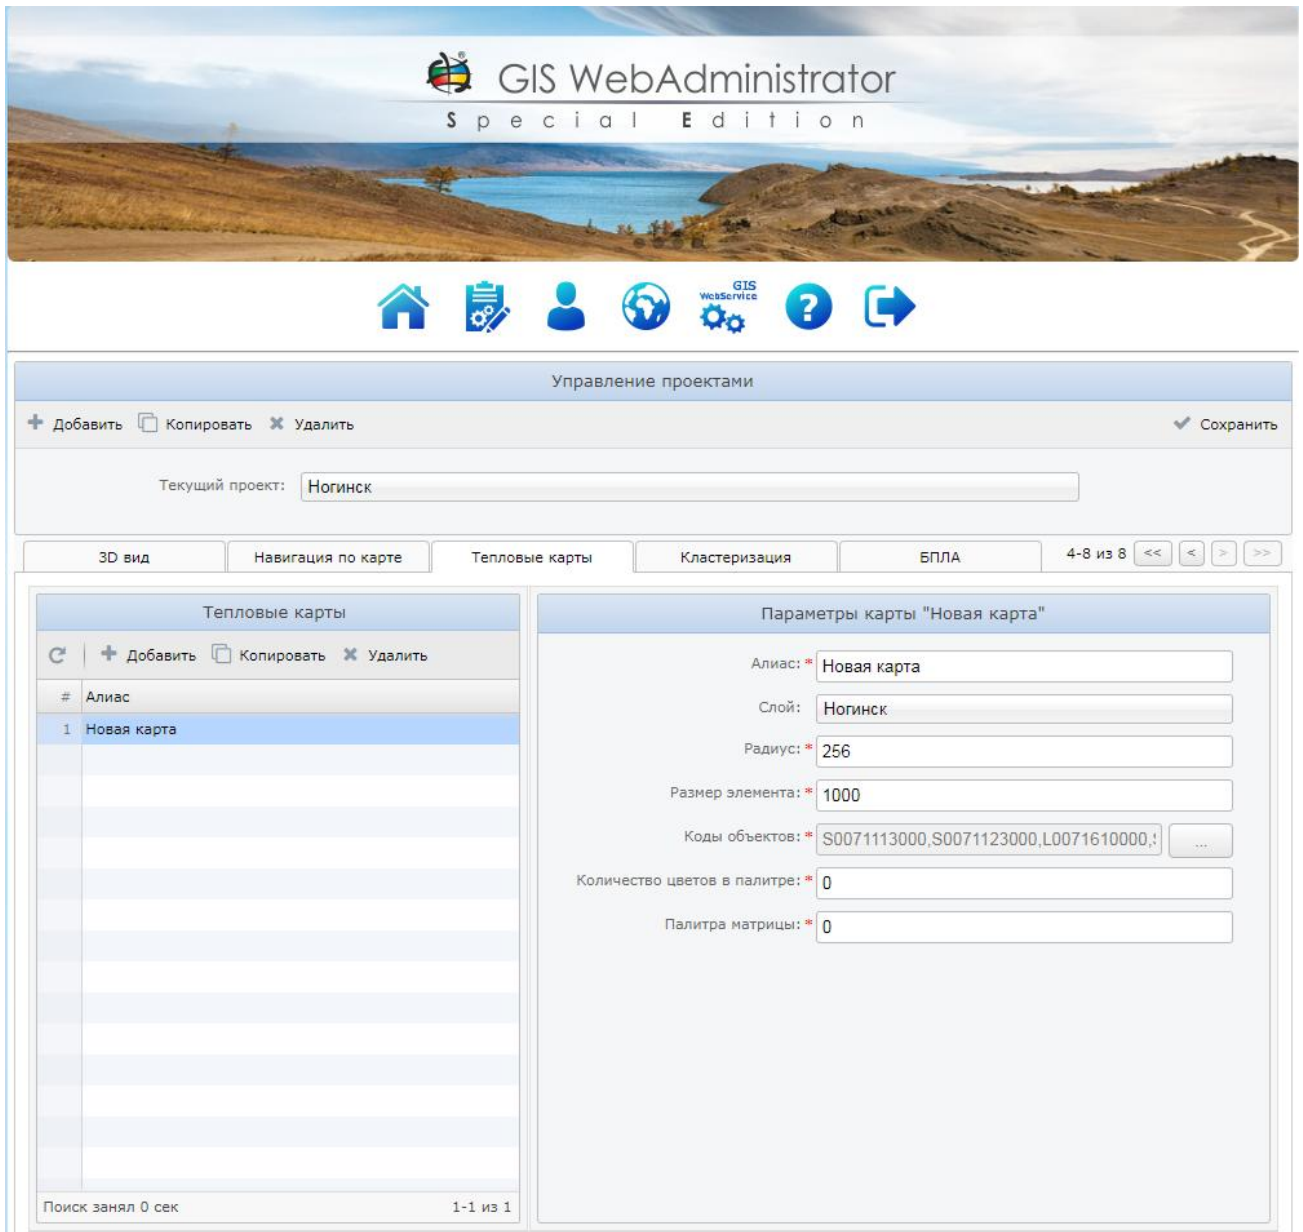 GIS WebAdministrator
Special Edition
GIS
WebService
?
Управление проектами
Добавить Копировать Удалить Сохранить
Текущий проект: Ногинск
3D вид Навигация по карте Тепловые карты Кластеризация БПЛА 4-8 из 8 << < > >>
Тепловые карты
Добавить Копировать Удалить
# Алиас
1 Новая карта
Поиск занял 0 сек 1-1 из 1
Параметры карты "Новая карта"
Алиас: * Новая карта
Слой: Ногинск
Радиус: * 256
Размер элемента: * 1000
Коды объектов: * S0071113000,S0071123000,L0071610000, ...
Количество цветов в палитре: * 0
Палитра матрицы: * 0